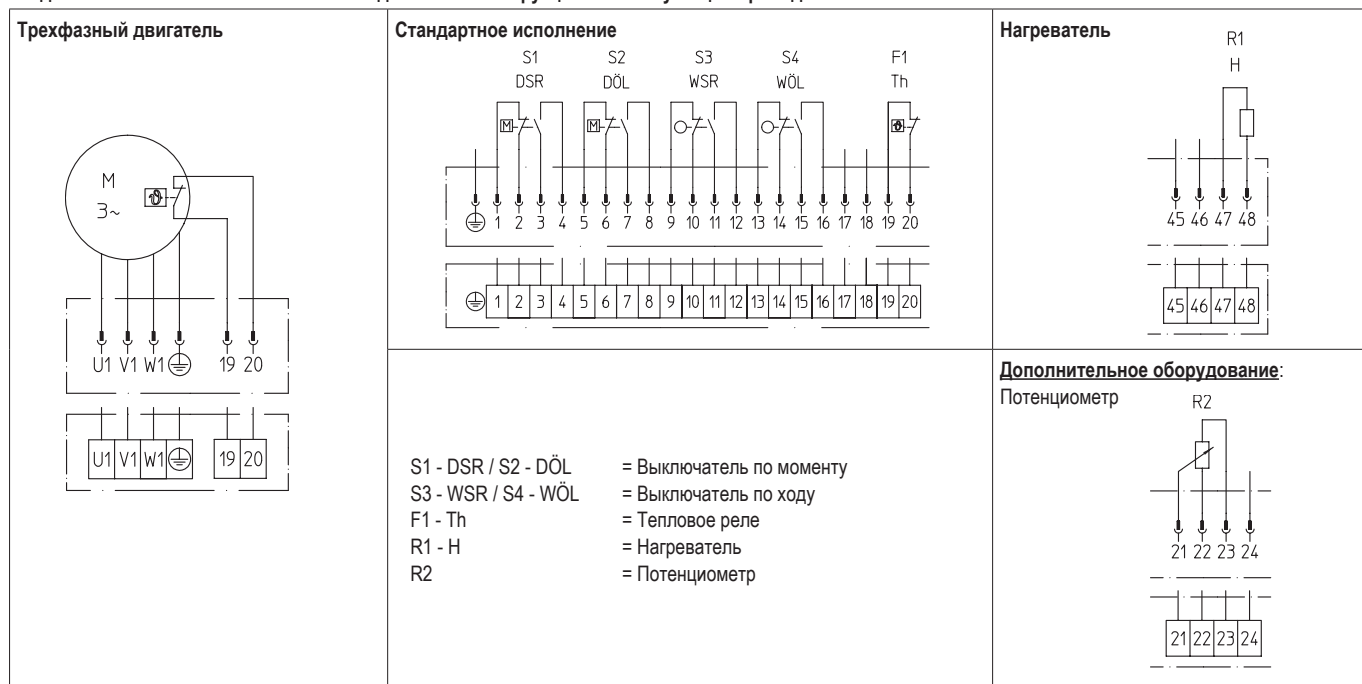 Трехфазный двигатель
M
3~
ϑ
U1 V1 W1 19 20
U1 V1 W1 19 20
Стандартное исполнение
S1 S2 S3 S4 F1
DSR DÖL WSR WÖL Th
M M ϑ
1 2 3 4 5 6 7 8 9 10 11 12 13 14 15 16 17 18 19 20
1 2 3 4 5 6 7 8 9 10 11 12 13 14 15 16 17 18 19 20
S1 - DSR / S2 - DÖL = Выключатель по моменту
S3 - WSR / S4 - WÖL = Выключатель по ходу
F1 - Th = Тепловое реле
R1 - H = Нагреватель
R2 = Потенциометр
Нагреватель
R1
H
45 46 47 48
45 46 47 48
Дополнительное оборудование:
Потенциометр
R2
21 22 23 24
21 22 23 24